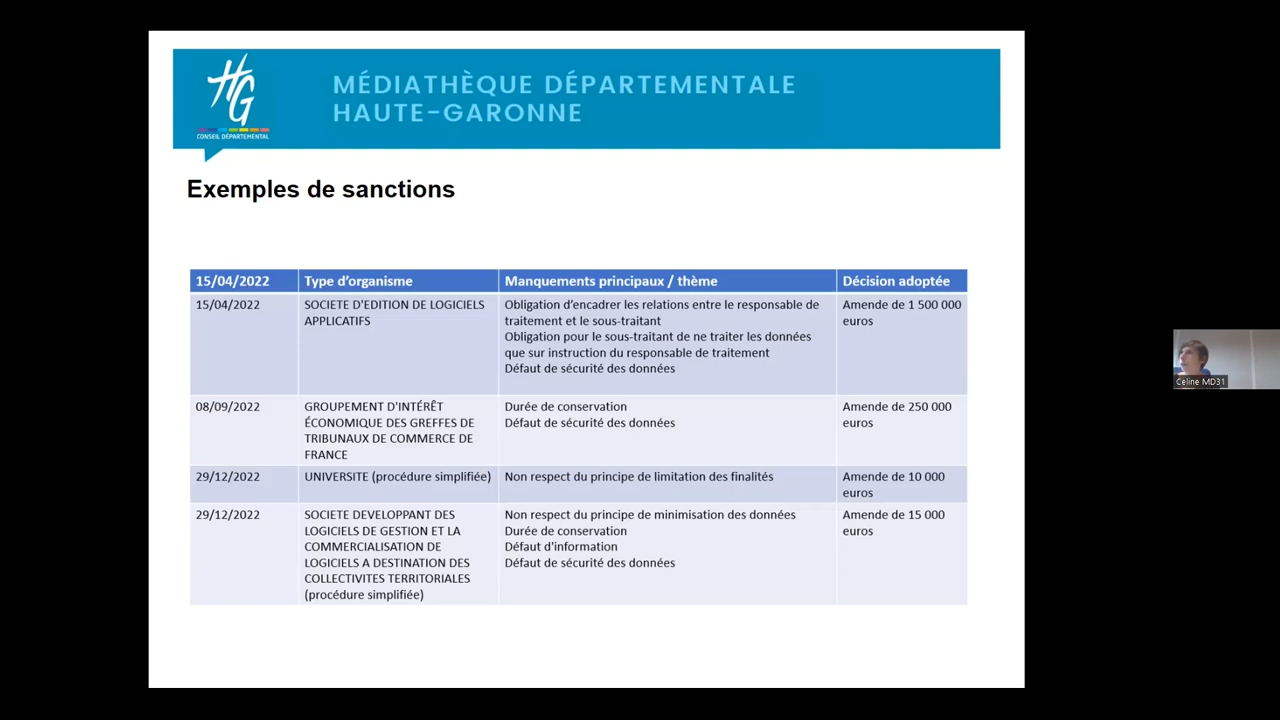 HG
CONSEIL DÉPARTEMENTAL
MÉDIATHÈQUE DÉPARTEMENTALE
HAUTE-GARONNE
Exemples de sanctions
15/04/2022 Type d'organisme Manquements principaux / thème Décision adoptée
15/04/2022
SOCIETE D'EDITION DE LOGICIELS
APPLICATIFS
Obligation d'encadrer les relations entre le responsable de
traitement et le sous-traitant
Obligation pour le sous-traitant de ne traiter les données
que sur instruction du responsable de traitement
Défaut de sécurité des données
Amende de 1 500 000
euros
08/09/2022
GROUPEMENT D'INTÉRÊT
ÉCONOMIQUE DES GREFFES DE
TRIBUNAUX DE COMMERCE DE
FRANCE
Durée de conservation
Défaut de sécurité des données
Amende de 250 000
euros
29/12/2022
UNIVERSITE (procédure simplifiée)
Non respect du principe de limitation des finalités
Amende de 10 000
euros
29/12/2022
SOCIETE DEVELOPPANT DES
LOGICIELS DE GESTION ET LA
COMMERCIALISATION DE
LOGICIELS A DESTINATION DES
COLLECTIVITES TERRITORIALES
(procédure simplifiée)
Non respect du principe de minimisation des données
Durée de conservation
Défaut d'information
Défaut de sécurité des données
Amende de 15 000
euros
Celine MD31